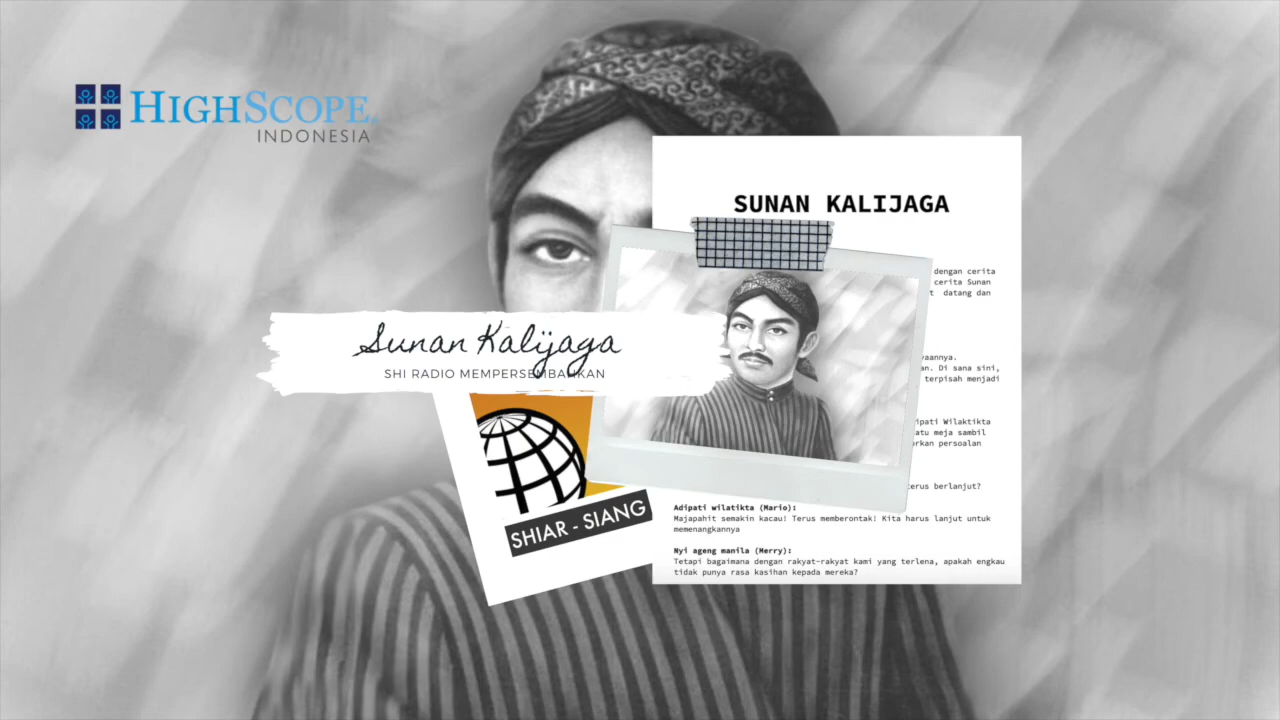 HIGHSCOPE
INDONESIA
SUNAN KALIJAGA
dengan cerita
cerita Sunan
datang dan
Sunan Kalijaga
SHI RADIO MEMPERSEMBAHKAN
an. Di sana sini,
terpisah menjadi
ipati Wilaktikta
atu meja sambil
persoalan
erus berlanjut?
SHIAR - SIANG
Adipati wilatikta (Mario):
Majapahit semakin kacau! Terus memberontak! Kita harus lanjut untuk
memenangkannya
Nyi ageng manila (Merry):
Tetapi bagaimana dengan rakyat-rakyat kami yang terlena, apakah engkau
tidak punya rasa kasihan kepada mereka?